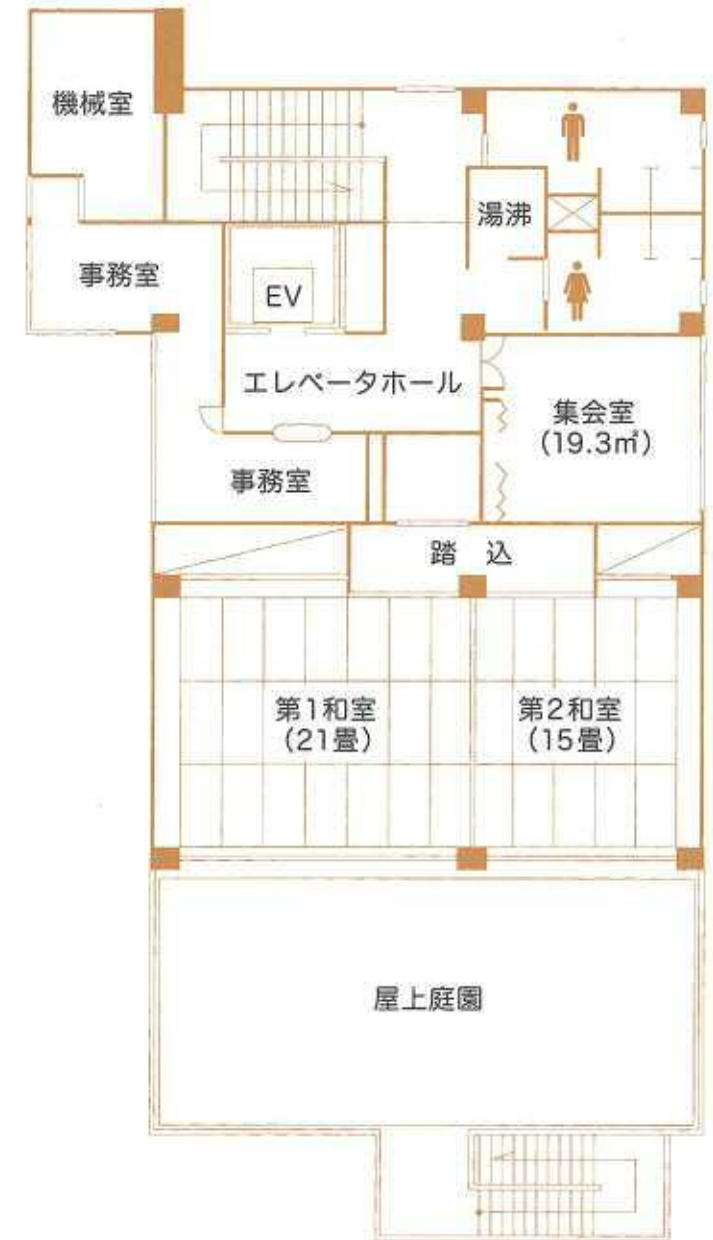 機械室
湯沸
事務室
EV
エレベータホール
集会室
(19.3㎡)
事務室
踏 込
第1和室
(21畳)
第2和室
(15畳)
屋上庭園